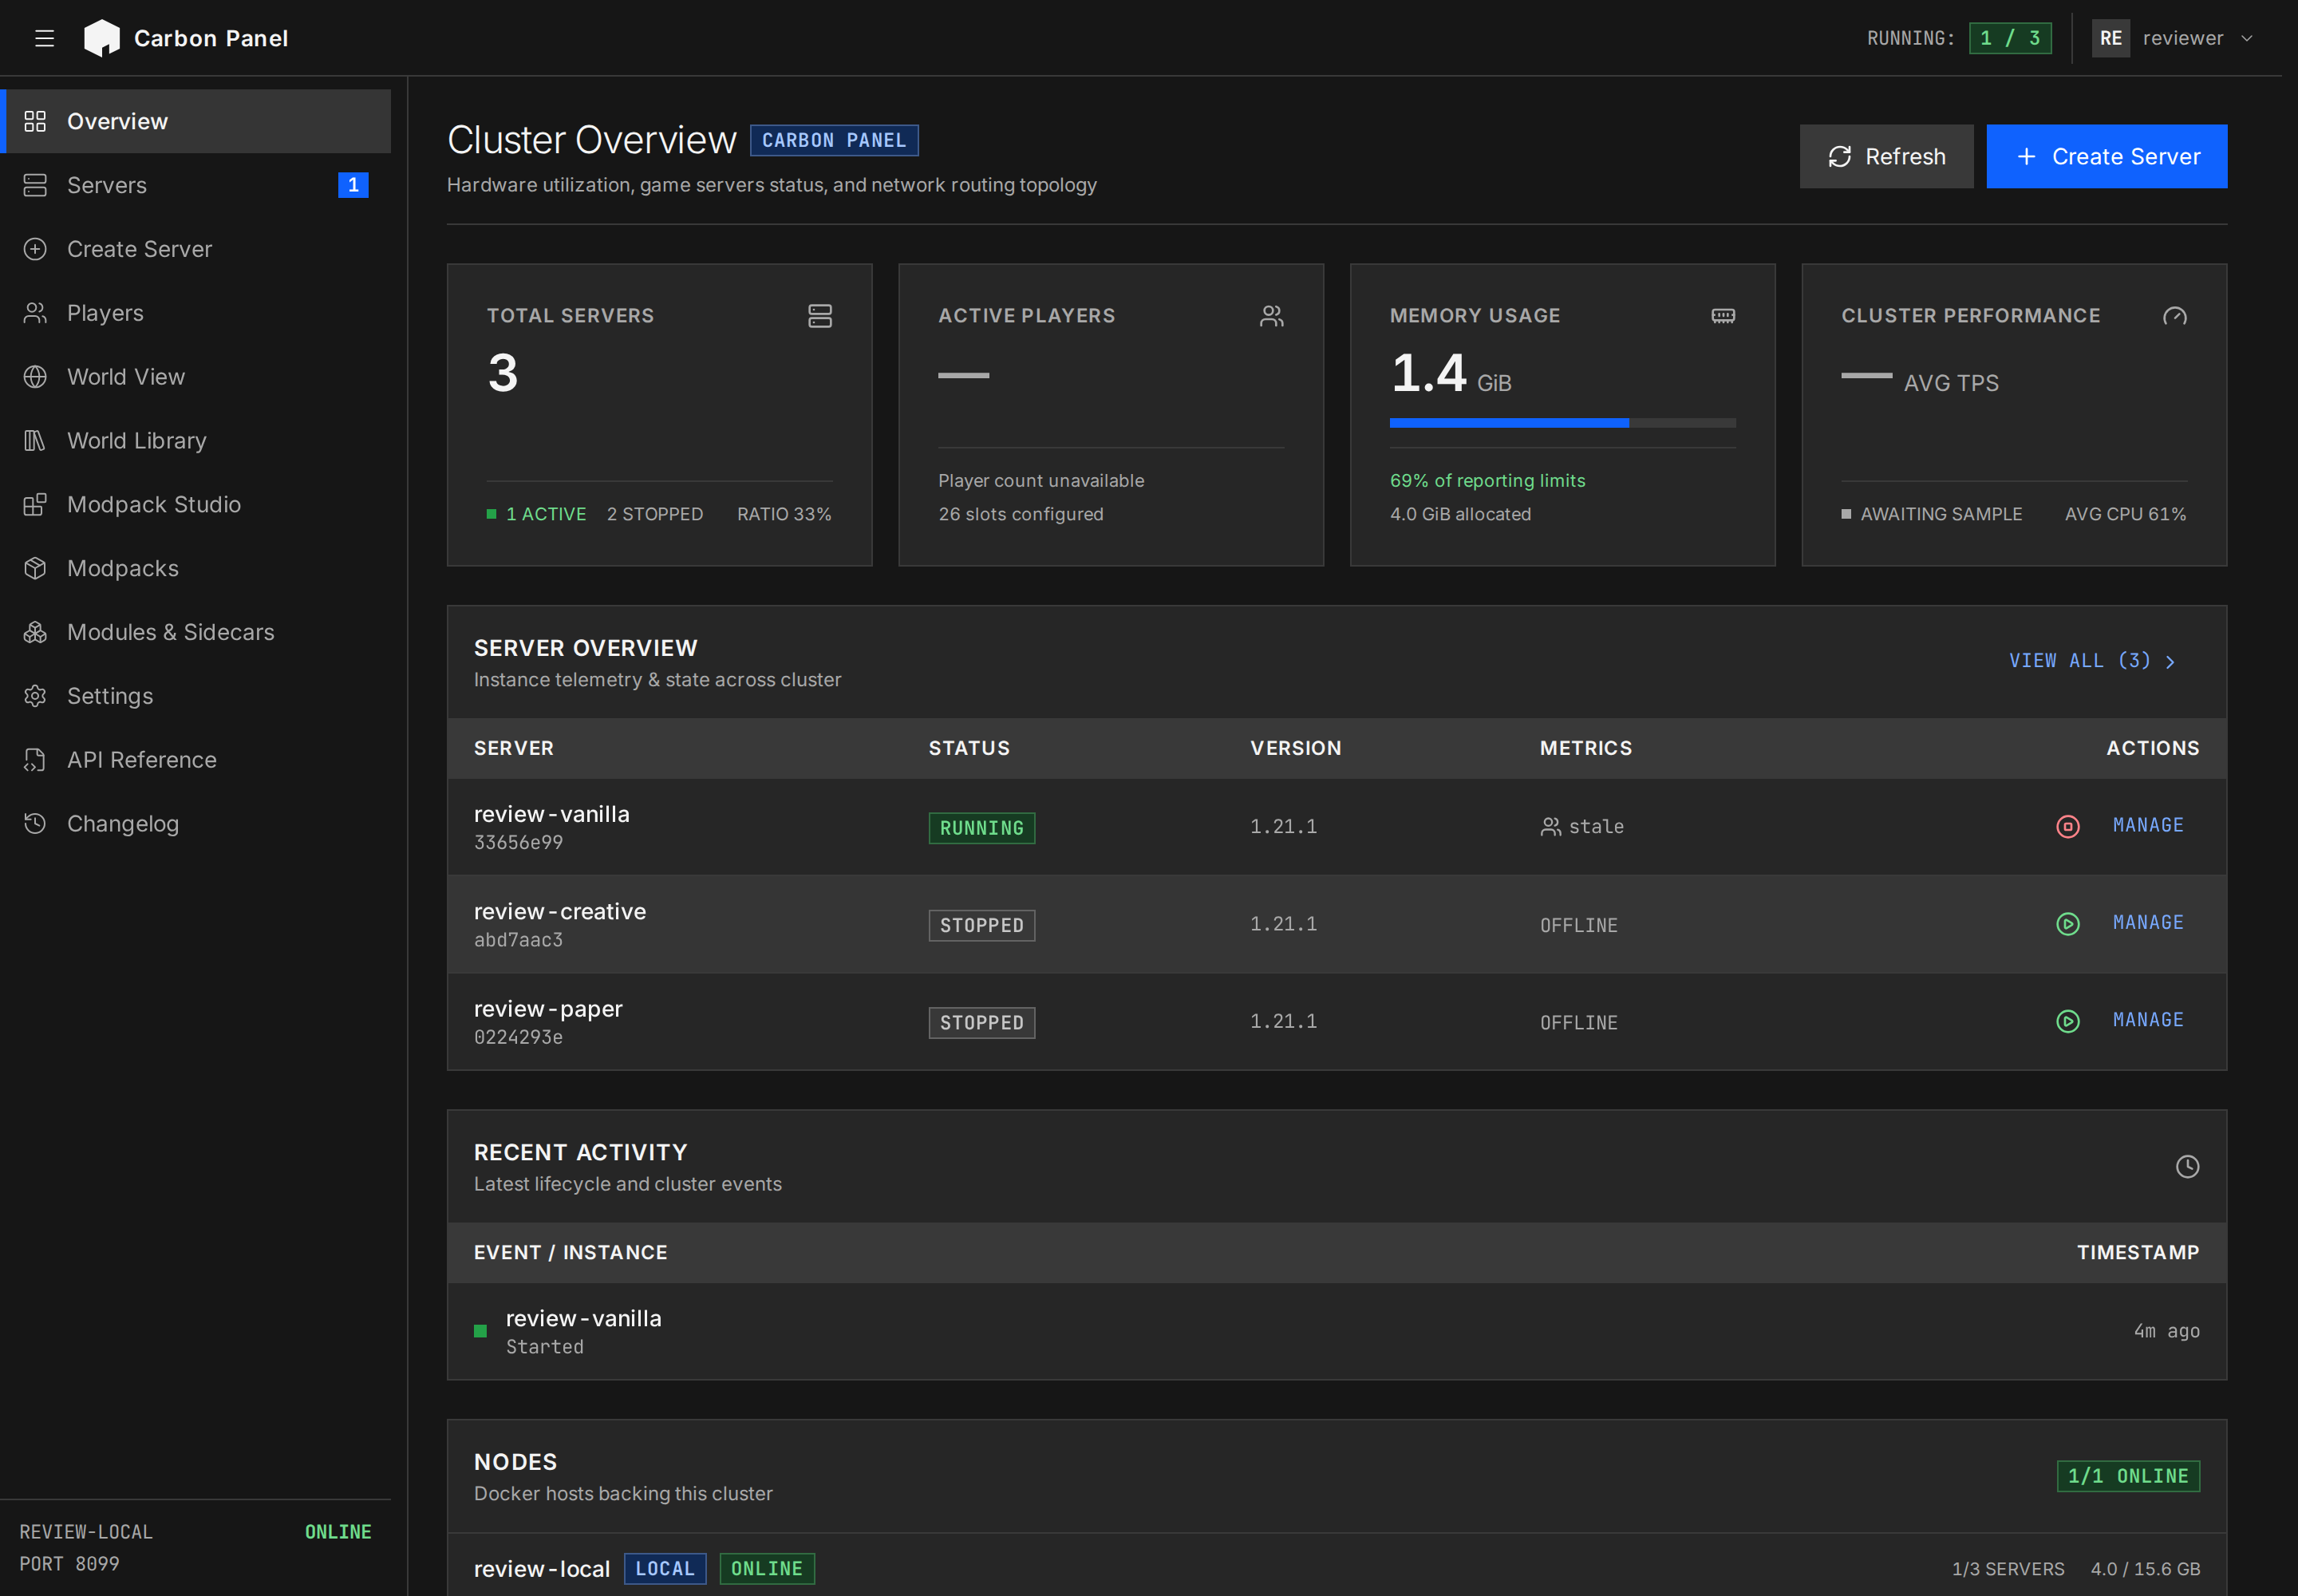 Carbon Panel
RUNNING: 1 / 3
RE reviewer
Overview
Servers 1
Create Server
Players
World View
World Library
Modpack Studio
Modpacks
Modules & Sidecars
Settings
API Reference
Changelog
REVIEW-LOCAL ONLINE
PORT 8099
Cluster Overview CARBON PANEL
Hardware utilization, game servers status, and network routing topology
Refresh
Create Server
TOTAL SERVERS
3
1 ACTIVE 2 STOPPED RATIO 33%
ACTIVE PLAYERS
—
Player count unavailable
26 slots configured
MEMORY USAGE
1.4 GiB
69% of reporting limits
4.0 GiB allocated
CLUSTER PERFORMANCE
— AVG TPS
AWAITING SAMPLE AVG CPU 61%
SERVER OVERVIEW
Instance telemetry & state across cluster
VIEW ALL (3)
SERVER STATUS VERSION METRICS ACTIONS
review-vanilla
33656e99
RUNNING 1.21.1 stale MANAGE
review-creative
abd7aac3
STOPPED 1.21.1 OFFLINE MANAGE
review-paper
0224293e
STOPPED 1.21.1 OFFLINE MANAGE
RECENT ACTIVITY
Latest lifecycle and cluster events
EVENT / INSTANCE TIMESTAMP
review-vanilla
Started
4m ago
NODES
Docker hosts backing this cluster
1/1 ONLINE
review-local LOCAL ONLINE 1/3 SERVERS 4.0 / 15.6 GB